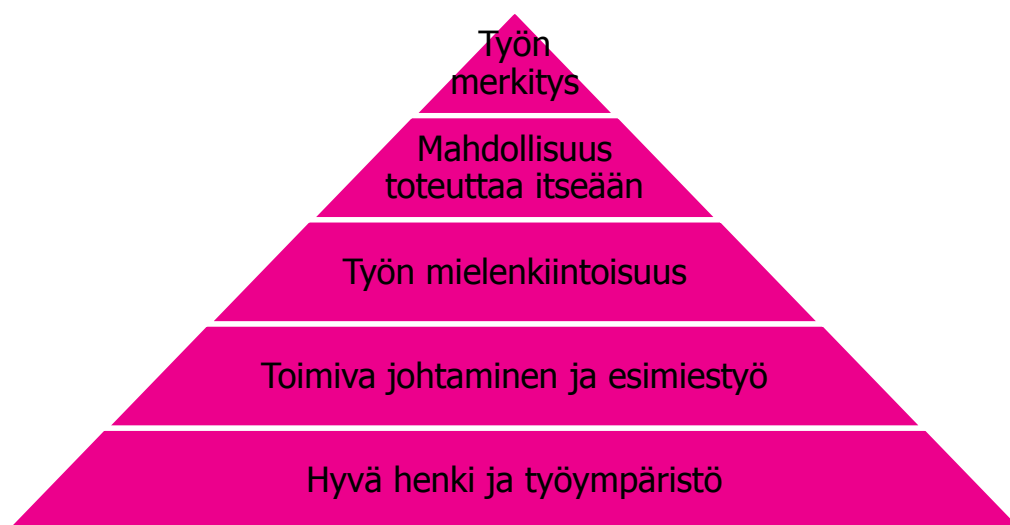 Työn
merkitys
Mahdollisuus
toteuttaa itseään
Työn mielenkiintoisuus
Toimiva johtaminen ja esimiestyö
Hyvä henki ja työympäristö